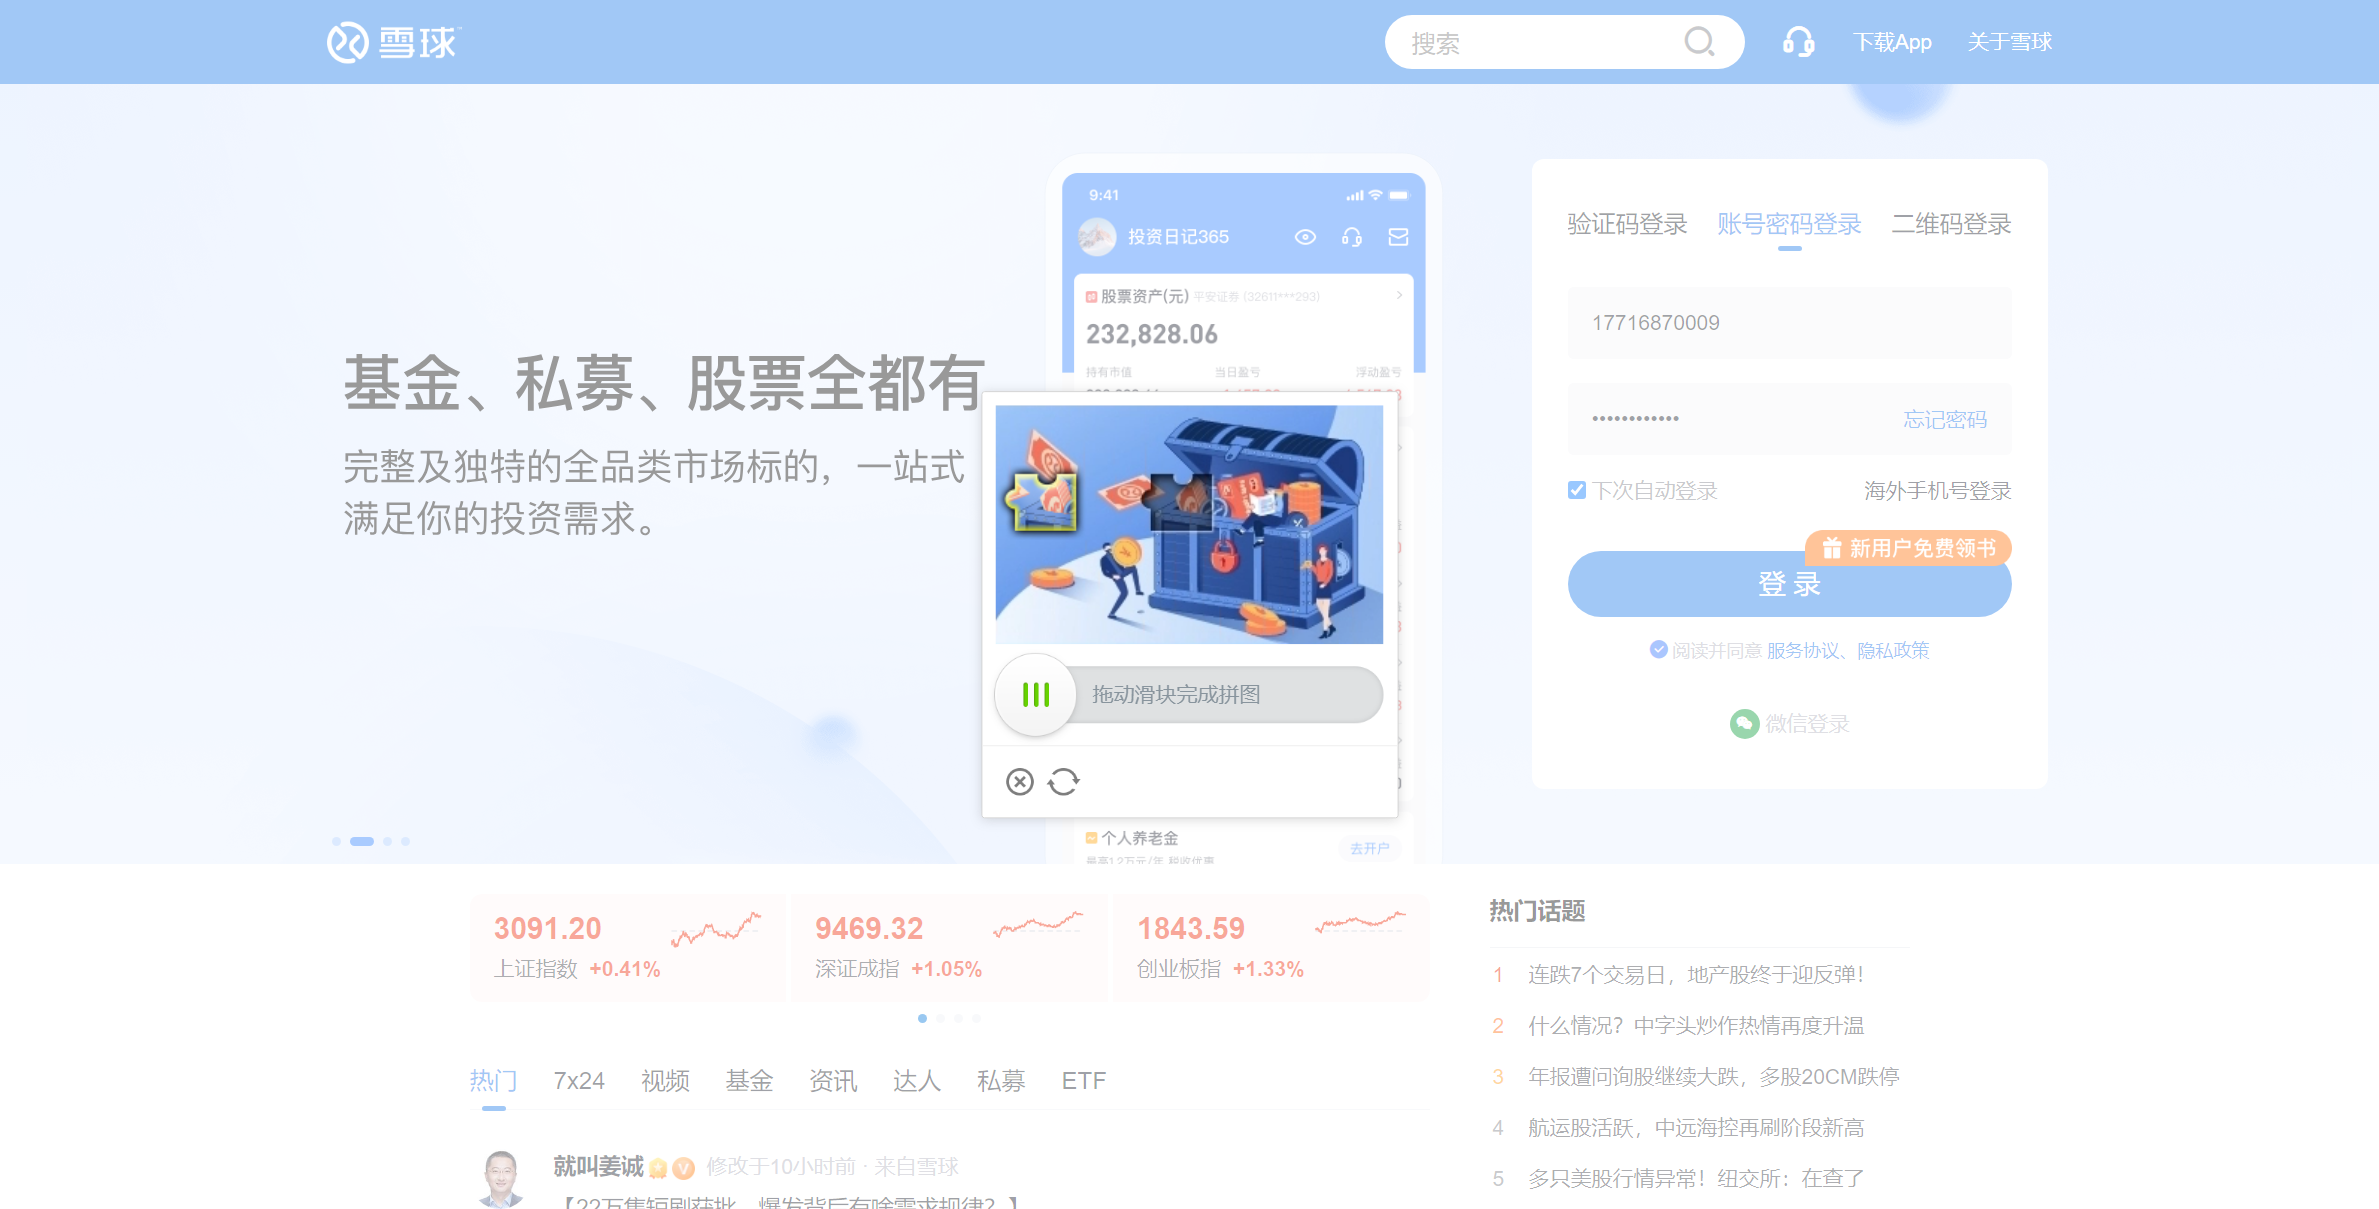 雪球
搜索
下载App
关于雪球
基金、私募、股票全都有
完整及独特的全品类市场标的，一站式
满足你的投资需求。
9:41
投资日记365
股票资产(元) 平安证券 (32611***293)
232,828.06
持有市值 当日盈亏 浮动盈亏
拖动滑块完成拼图
个人养老金
最高1.2万元/年 税收优惠
去开户
验证码登录 账号密码登录 二维码登录
17716870009
••••••••••••
忘记密码
下次自动登录
海外手机号登录
新用户免费领书
登 录
阅读并同意 服务协议、隐私政策
微信登录
3091.20
上证指数 +0.41%
9469.32
深证成指 +1.05%
1843.59
创业板指 +1.33%
热门 7x24 视频 基金 资讯 达人 私募 ETF
就叫姜诚 V 修改于10小时前 · 来自雪球
【22万集短剧获批，爆发背后有啥需求规律？】
热门话题
1 连跌7个交易日，地产股终于迎反弹！
2 什么情况？中字头炒作热情再度升温
3 年报遭问询股继续大跌，多股20CM跌停
4 航运股活跃，中远海控再刷阶段新高
5 多只美股行情异常！纽交所：在查了